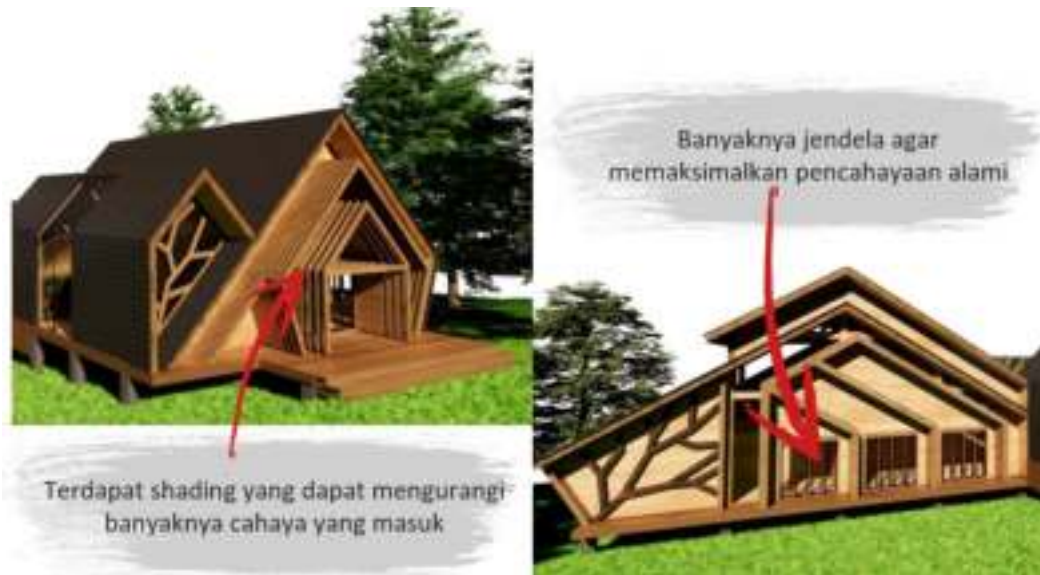 Banyaknya jendela agar
memaksimalkan pencahayaan alami
Terdapat shading yang dapat mengurangi
banyaknya cahaya yang masuk